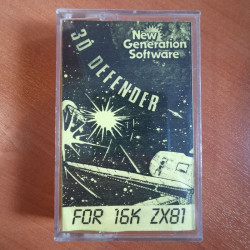 New
Generation
Software
3D DEFENDER
FOR 16K ZX81